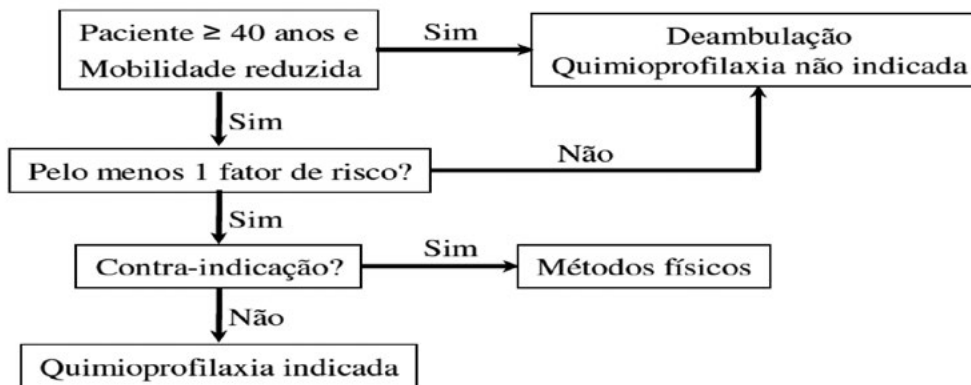 Paciente ≥ 40 anos e
Mobilidade reduzida
Sim
Deambulação
Quimioprofilaxia não indicada
Sim
Pelo menos 1 fator de risco?
Não
Sim
Contra-indicação?
Sim
Métodos físicos
Não
Quimioprofilaxia indicada